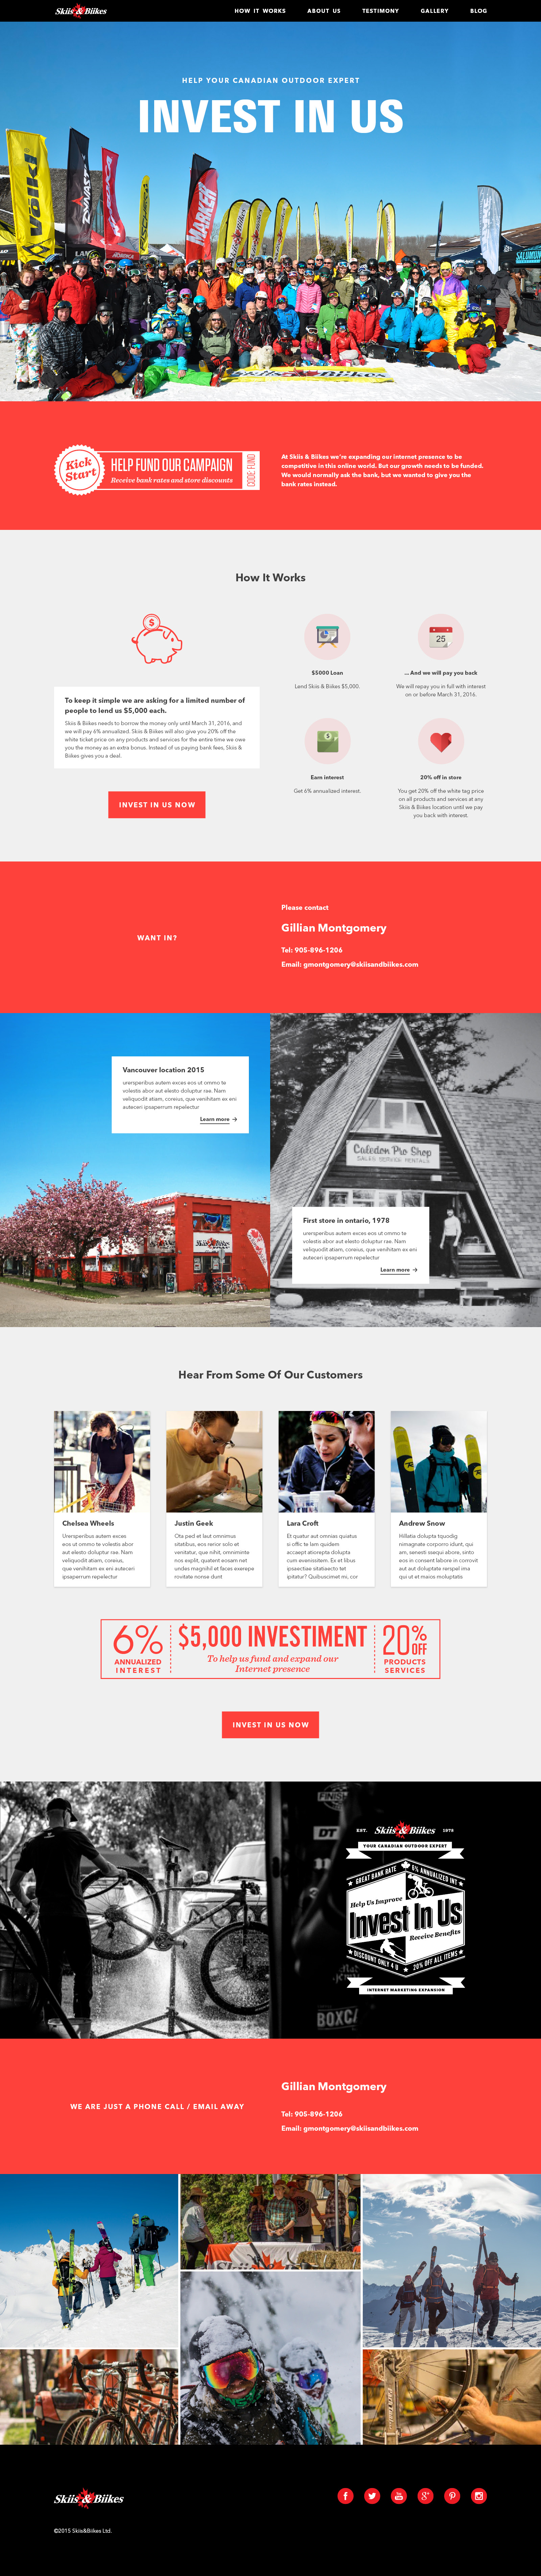 Skiis & Biikes
HOW IT WORKS
ABOUT US
TESTIMONY
GALLERY
BLOG
HELP YOUR CANADIAN OUTDOOR EXPERT
INVEST IN US
VÖLKL
DYNASTAR
NORDICA
MARKER
SALOMON
Skiis & Biikes
Kick Start
HELP FUND OUR CAMPAIGN
Receive bank rates and store discounts
CODE: FUND
At Skiis & Biikes we're expanding our internet presence to be
competitive in this online world. But our growth needs to be funded.
We would normally ask the bank, but we wanted to give you the
bank rates instead.
How It Works
To keep it simple we are asking for a limited number of
people to lend us $5,000 each.
Skiis & Biikes needs to borrow the money only until March 31, 2016, and
we will pay 6% annualized. Skiis & Biikes will also give you 20% off the
white ticket price on any products and services for the entire time we owe
you the money as an extra bonus. Instead of us paying bank fees, Skiis &
Biikes gives you e deal.
INVEST IN US NOW
$5000 Loan
Lend Skiis & Biikes $5,000.
25
... And we will pay you back
We will repay you in full with interest
on or before March 31, 2016.
Earn interest
Get 6% annualized interest.
20% off in store
You get 20% off the white tag price
on all products and services at any
Skiis & Biikes location until we pay
you back with interest.
WANT IN?
Please contact
Gillian Montgomery
Tel: 905-896-1206
Email: gmontgomery@skiisandbiikes.com
Vancouver location 2015
urersperibus autem exces eos ut ommo te
volestis abor aut elesto doluptur rae. Nam
veliquodit atiam, coreius, que venihitam ex eni
auteceri ipsaperrum repelectur
Learn more →
Skiis & Biikes
Caledon Pro Shop
SALES SERVICE RENTALS
First store in ontario, 1978
urersperibus autem exces eos ut ommo te
volestis abor aut elesto doluptur rae. Nam
veliquodit atiam, coreius, que venihitam ex eni
auteceri ipsaperrum repelectur
Learn more →
Hear From Some Of Our Customers
Chelsea Wheels
Urersperibus autem exces
eos ut ommo te volestis abor
aut elesto doluptur rae. Nam
veliquodit atiam, coreius,
que venihitam ex eni auteceri
ipsaperrum repelectur
Justin Geek
Ota ped et laut omnimus
sitatibus, eos rerior solo et
venitatur, que nihit, omniminte
nos explit, quatent eosam net
undes magnihil et faces exerepe
rovitate nonse dunt
Lara Croft
Et quatur aut omnias quiatus
si offic te lam quidem
accaept atiorepta dolupta
cum evenissitem. Ex et libus
ipsaectiae sitatiaecto tet
ipitatur? Quibuscimet mi, cor
Andrew Snow
Hillatia dolupta tquodig
nimagnate corporro idunt, qui
am, senesti sequi abore, sinto
eos in consent labore in corrovit
aut aut doluptate rerspel ima
qui ut et maios moluptatis
6%
ANNUALIZED
INTEREST
$5,000 INVESTIMENT
To help us fund and expand our
Internet presence
20% OFF
PRODUCTS
SERVICES
INVEST IN US NOW
FINIS
DT
BOXC
EST. Skiis & Biikes 1978
YOUR CANADIAN OUTDOOR EXPERT
GREAT BANK RATE
6% ANNUALIZED INT
Help Us Improve
Invest In Us
Receive Benefits
DISCOUNT ONLY 4 U
20% OFF ALL ITEMS
INTERNET MARKETING EXPANSION
WE ARE JUST A PHONE CALL / EMAIL AWAY
Gillian Montgomery
Tel: 905-896-1206
Email: gmontgomery@skiisandbiikes.com
Skiis & Biikes
©2015 Skiis&Biikes Ltd.